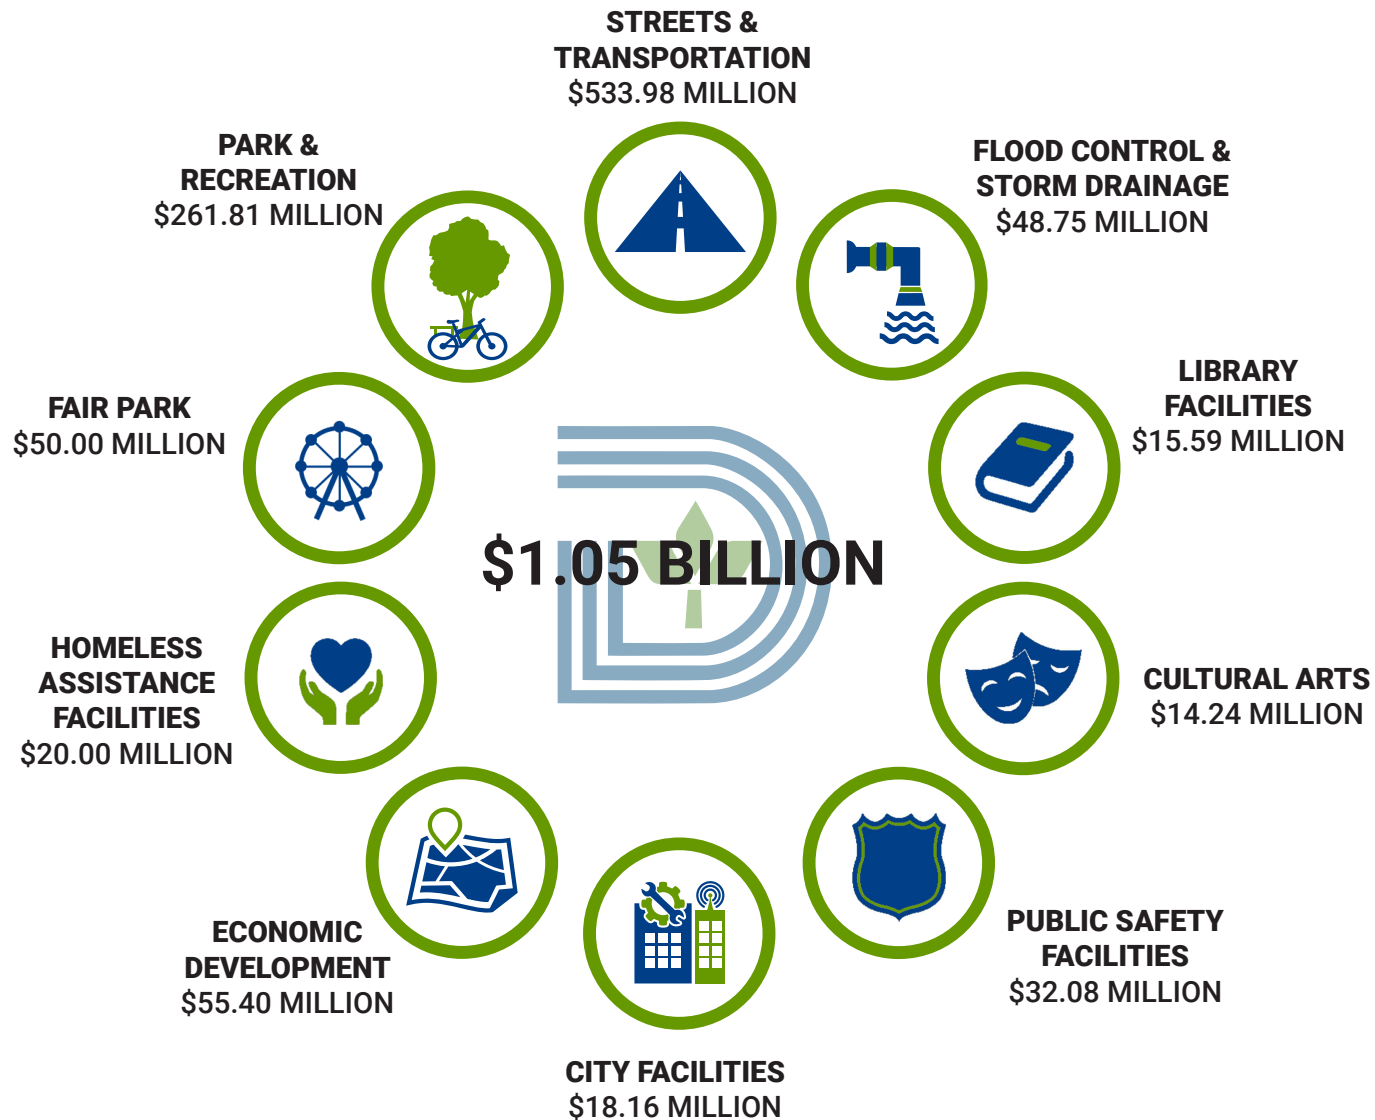 STREETS &
TRANSPORTATION
$533.98 MILLION
PARK &
RECREATION
$261.81 MILLION
FLOOD CONTROL &
STORM DRAINAGE
$48.75 MILLION
FAIR PARK
$50.00 MILLION
LIBRARY
FACILITIES
$15.59 MILLION
$1.05 BILLION
HOMELESS
ASSISTANCE
FACILITIES
$20.00 MILLION
CULTURAL ARTS
$14.24 MILLION
ECONOMIC
DEVELOPMENT
$55.40 MILLION
PUBLIC SAFETY
FACILITIES
$32.08 MILLION
CITY FACILITIES
$18.16 MILLION